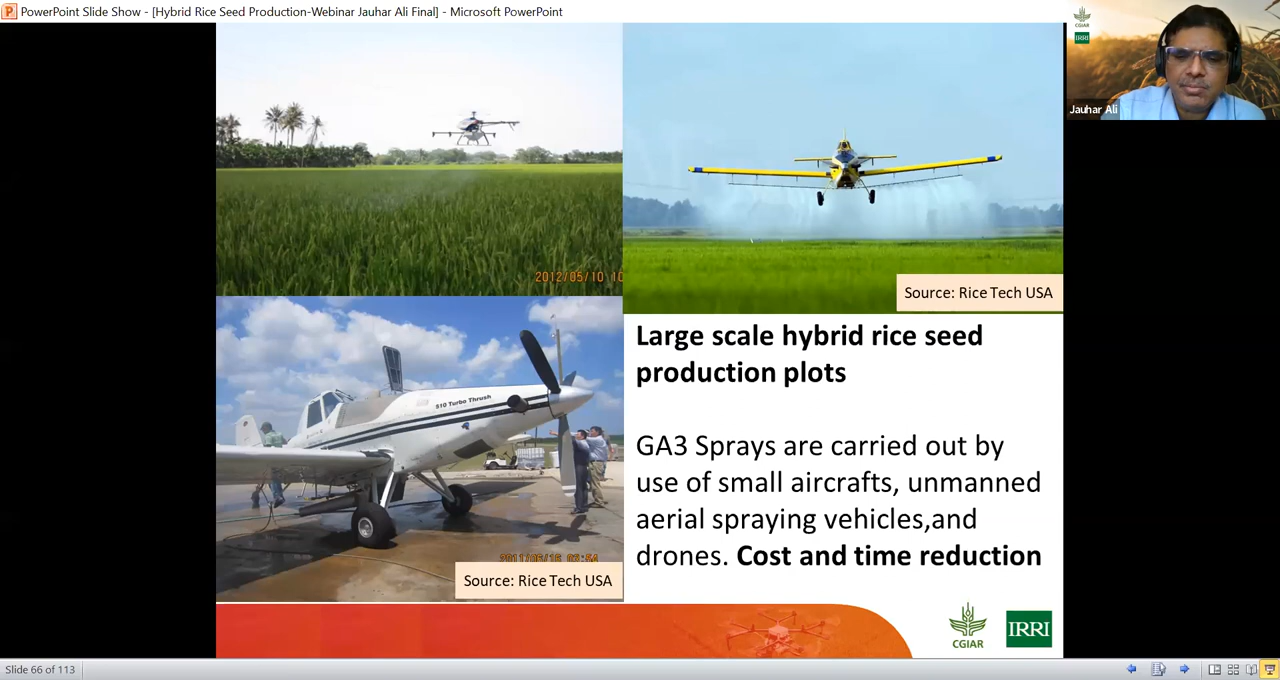 PowerPoint Slide Show - [Hybrid Rice Seed Production-Webinar Jauhar Ali Final] - Microsoft PowerPoint
CGIAR
IRRI
Jauhar Ali
2012/05/10 10
Source: Rice Tech USA
510 Turbo Thrush
Source: Rice Tech USA
Large scale hybrid rice seed
production plots
GA3 Sprays are carried out by
use of small aircrafts, unmanned
aerial spraying vehicles,and
drones. Cost and time reduction
CGIAR
IRRI
Slide 66 of 113